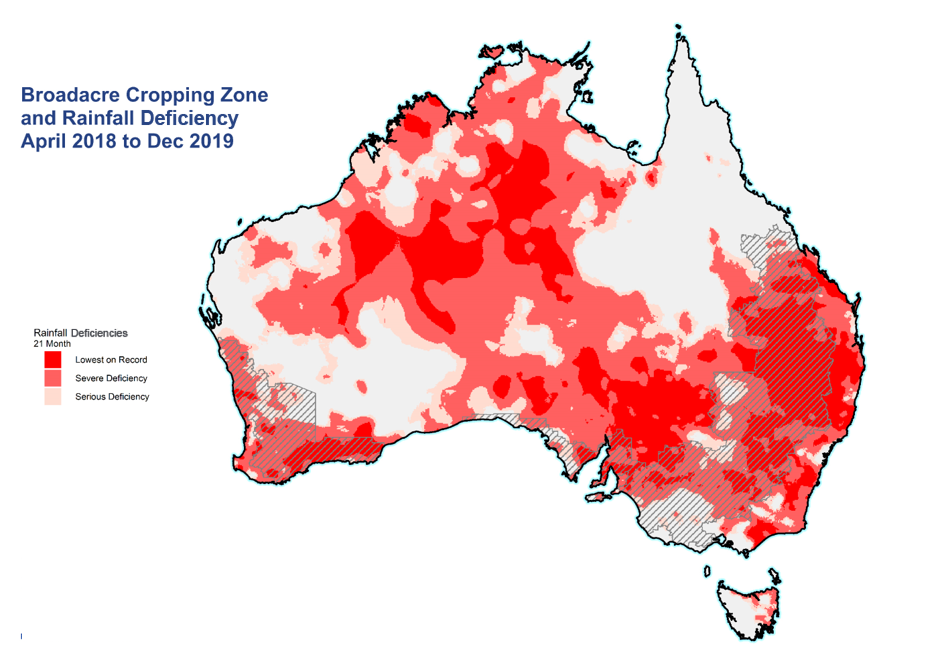 Broadacre Cropping Zone
and Rainfall Deficiency
April 2018 to Dec 2019
Rainfall Deficiencies
21 Month
Lowest on Record
Severe Deficiency
Serious Deficiency